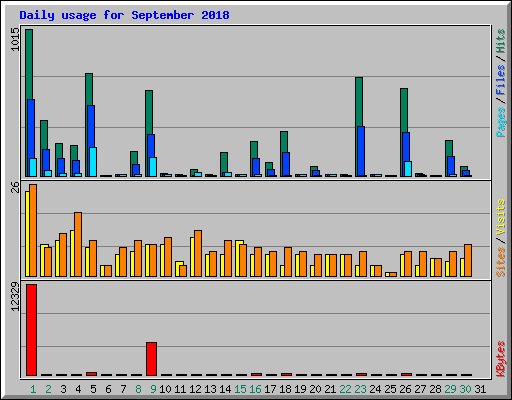 Daily usage for September 2018
1015
Pages / Files / Hits
26
Sites / Visits
12329
KBytes
1 2 3 4 5 6 7 8 9 10 11 12 13 14 15 16 17 18 19 20 21 22 23 24 25 26 27 28 29 30 31